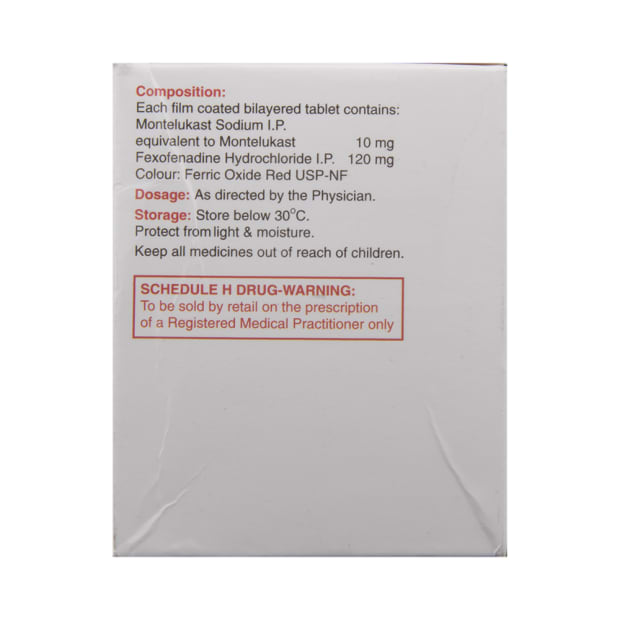 Composition:
Each film coated bilayered tablet contains:
Montelukast Sodium I.P.
equivalent to Montelukast 10 mg
Fexofenadine Hydrochloride I.P. 120 mg
Colour: Ferric Oxide Red USP-NF
Dosage: As directed by the Physician.
Storage: Store below 30°C.
Protect from light & moisture.
Keep all medicines out of reach of children.
SCHEDULE H DRUG-WARNING:
To be sold by retail on the prescription
of a Registered Medical Practitioner only